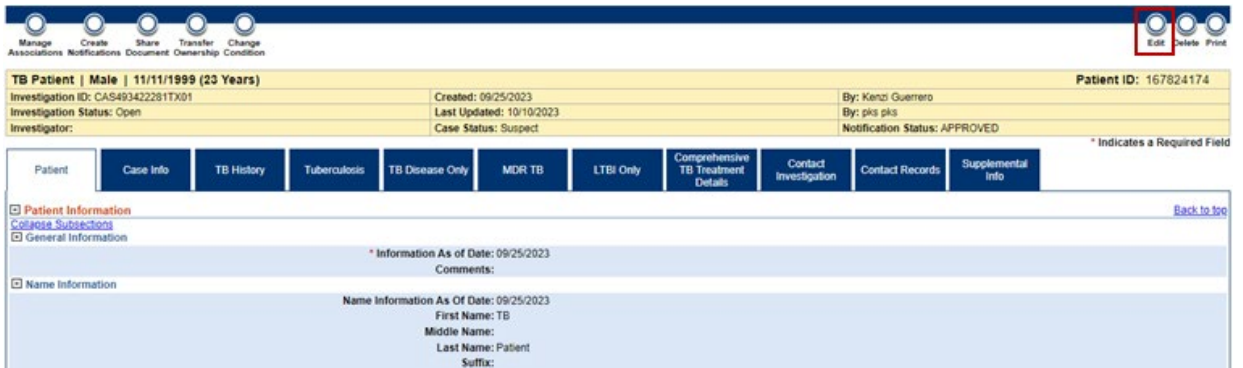 Manage Associations
Create Notifications
Share Document
Transfer Ownership
Change Condition
Edit
Delete
Print
TB Patient | Male | 11/11/1999 (23 Years)
Patient ID: 167824174
Investigation ID: CAS493422281TX01
Created: 09/25/2023
By: Kenzi Guerrero
Investigation Status: Open
Last Updated: 10/10/2023
By: pks pks
Investigator:
Case Status: Suspect
Notification Status: APPROVED
* Indicates a Required Field
Patient
Case Info
TB History
Tuberculosis
TB Disease Only
MDR TB
LTBI Only
Comprehensive
TB Treatment
Details
Contact
Investigation
Contact Records
Supplemental
Info
Patient Information
Back to top
Collapse Subsections
General Information
* Information As of Date: 09/25/2023
Comments:
Name Information
Name Information As Of Date: 09/25/2023
First Name: TB
Middle Name:
Last Name: Patient
Suffix: